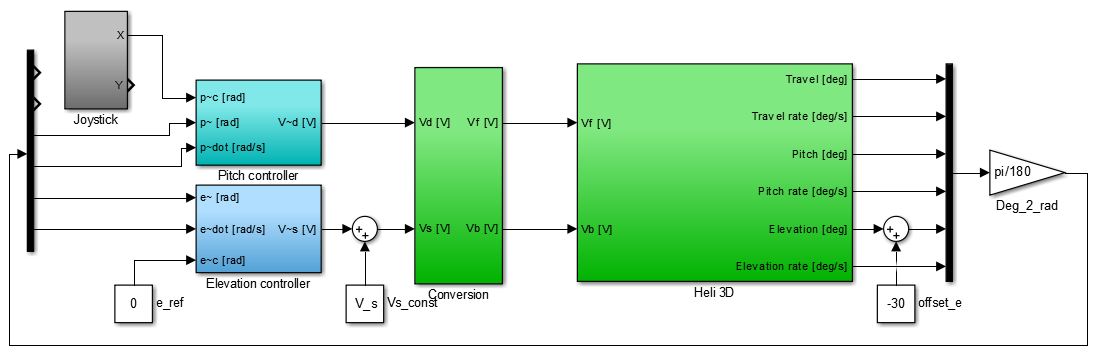 X
Y
Joystick
p~c [rad]
p~ [rad]
V~d [V]
p~dot [rad/s]
Pitch controller
e~ [rad]
e~dot [rad/s]
V~s [V]
e~c [rad]
Elevation controller
0
e_ref
++
V_s
Vs_const
Vd [V]
Vf [V]
Vs [V]
Vb [V]
Conversion
Vf [V]
Vb [V]
Travel [deg]
Travel rate [deg/s]
Pitch [deg]
Pitch rate [deg/s]
Elevation [deg]
Elevation rate [deg/s]
Heli 3D
++
-30
offset_e
pi/180
Deg_2_rad